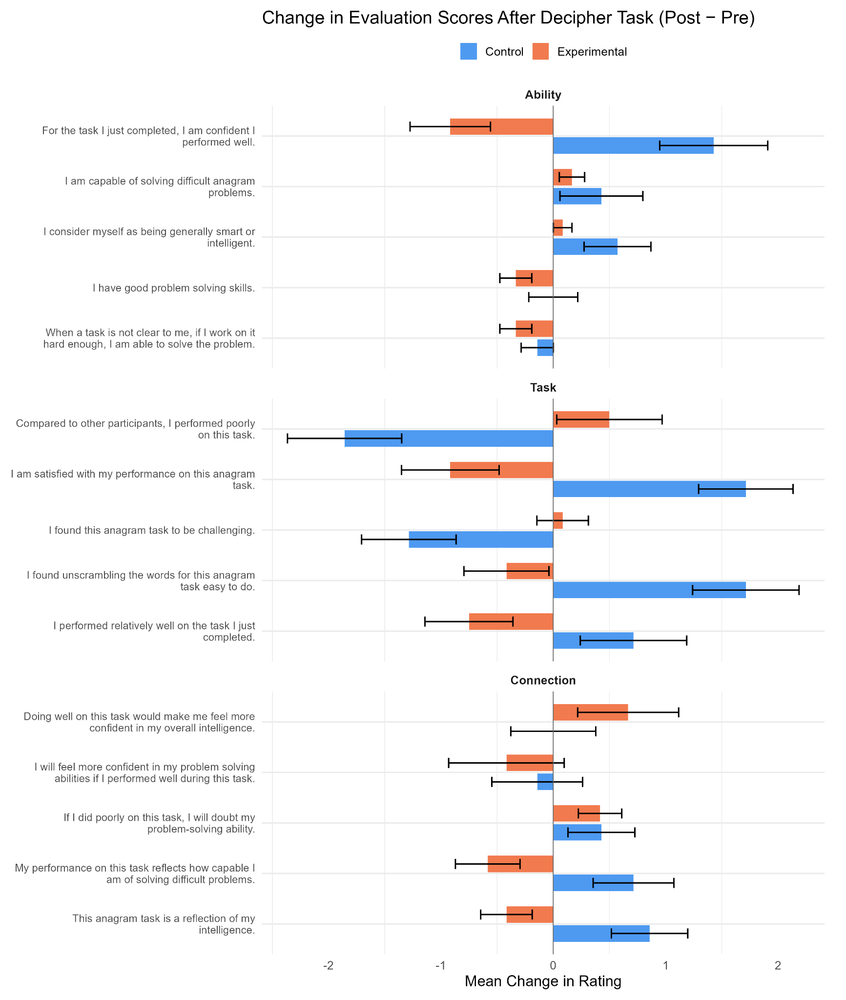 Change in Evaluation Scores After Decipher Task (Post − Pre)
Control Experimental
Ability
For the task I just completed, I am confident I
performed well.
I am capable of solving difficult anagram
problems.
I consider myself as being generally smart or
intelligent.
I have good problem solving skills.
When a task is not clear to me, if I work on it
hard enough, I am able to solve the problem.
Task
Compared to other participants, I performed poorly
on this task.
I am satisfied with my performance on this anagram
task.
I found this anagram task to be challenging.
I found unscrambling the words for this anagram
task easy to do.
I performed relatively well on the task I just
completed.
Connection
Doing well on this task would make me feel more
confident in my overall intelligence.
I will feel more confident in my problem solving
abilities if I performed well during this task.
If I did poorly on this task, I will doubt my
problem-solving ability.
My performance on this task reflects how capable I
am of solving difficult problems.
This anagram task is a reflection of my
intelligence.
-2 -1 0 1 2
Mean Change in Rating